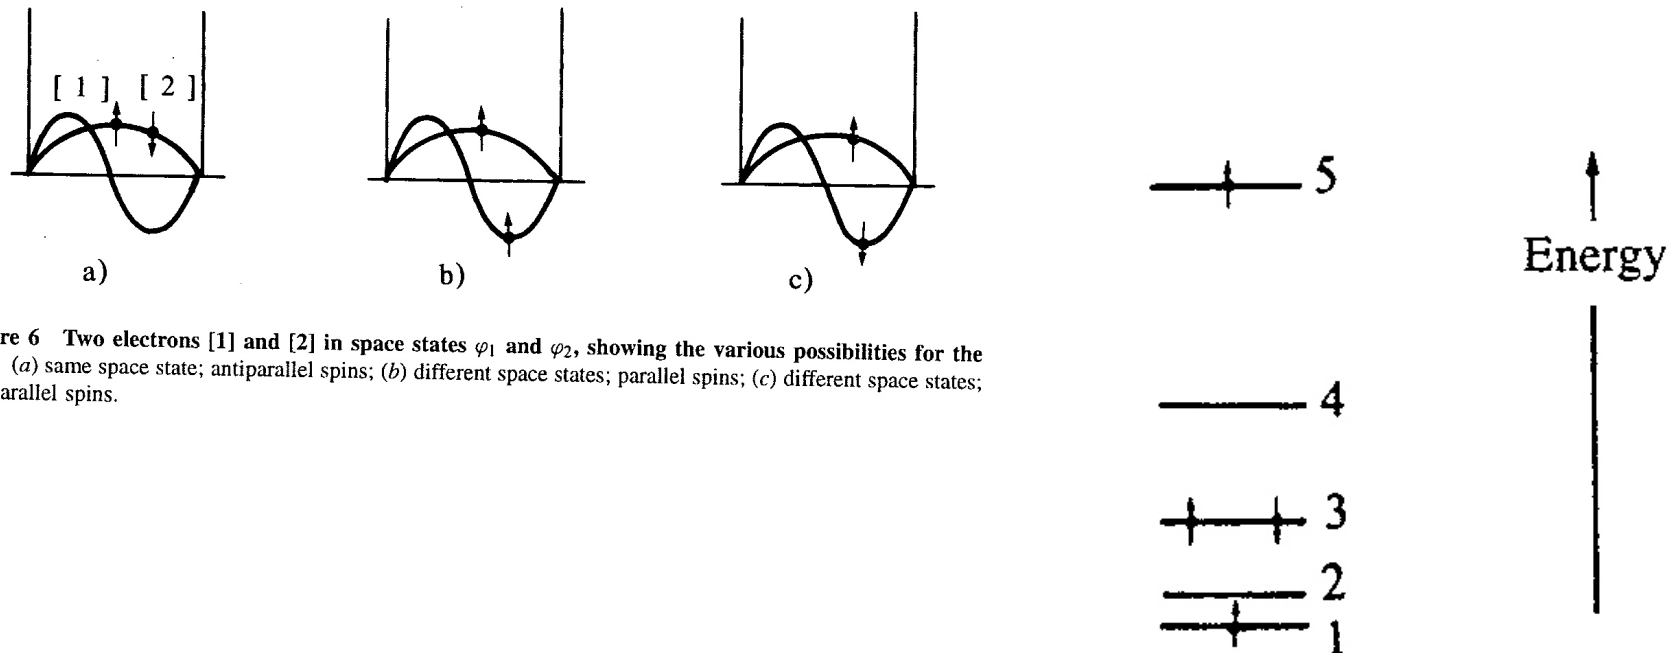 [ 1 ] [ 2 ]
a)
b)
c)
re 6 Two electrons [1] and [2] in space states φ1 and φ2, showing the various possibilities for the
(a) same space state; antiparallel spins; (b) different space states; parallel spins; (c) different space states;
arallel spins.
5
Energy
4
3
2
1